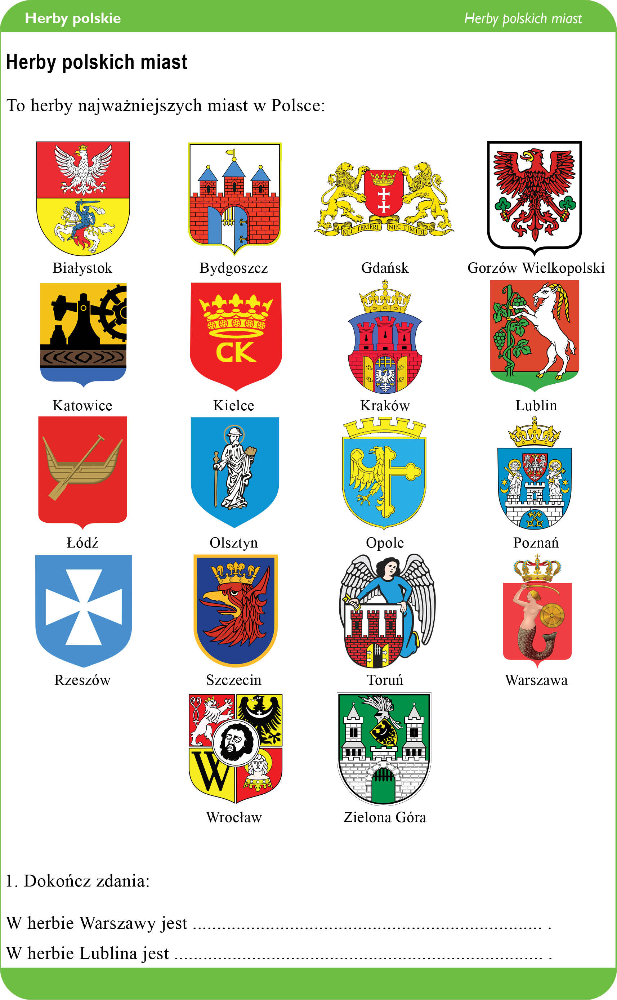 Herby polskie Herby polskich miast
Herby polskich miast
To herby najważniejszych miast w Polsce:
NEC TEMERE NEC TIMIDE
Białystok Bydgoszcz Gdańsk Gorzów Wielkopolski
CK
Katowice Kielce Kraków Lublin
Łódź Olsztyn Opole Poznań
Rzeszów Szczecin Toruń Warszawa
W
Wrocław Zielona Góra
1. Dokończ zdania:
W herbie Warszawy jest ........................................................................ .
W herbie Lublina jest ............................................................................ .